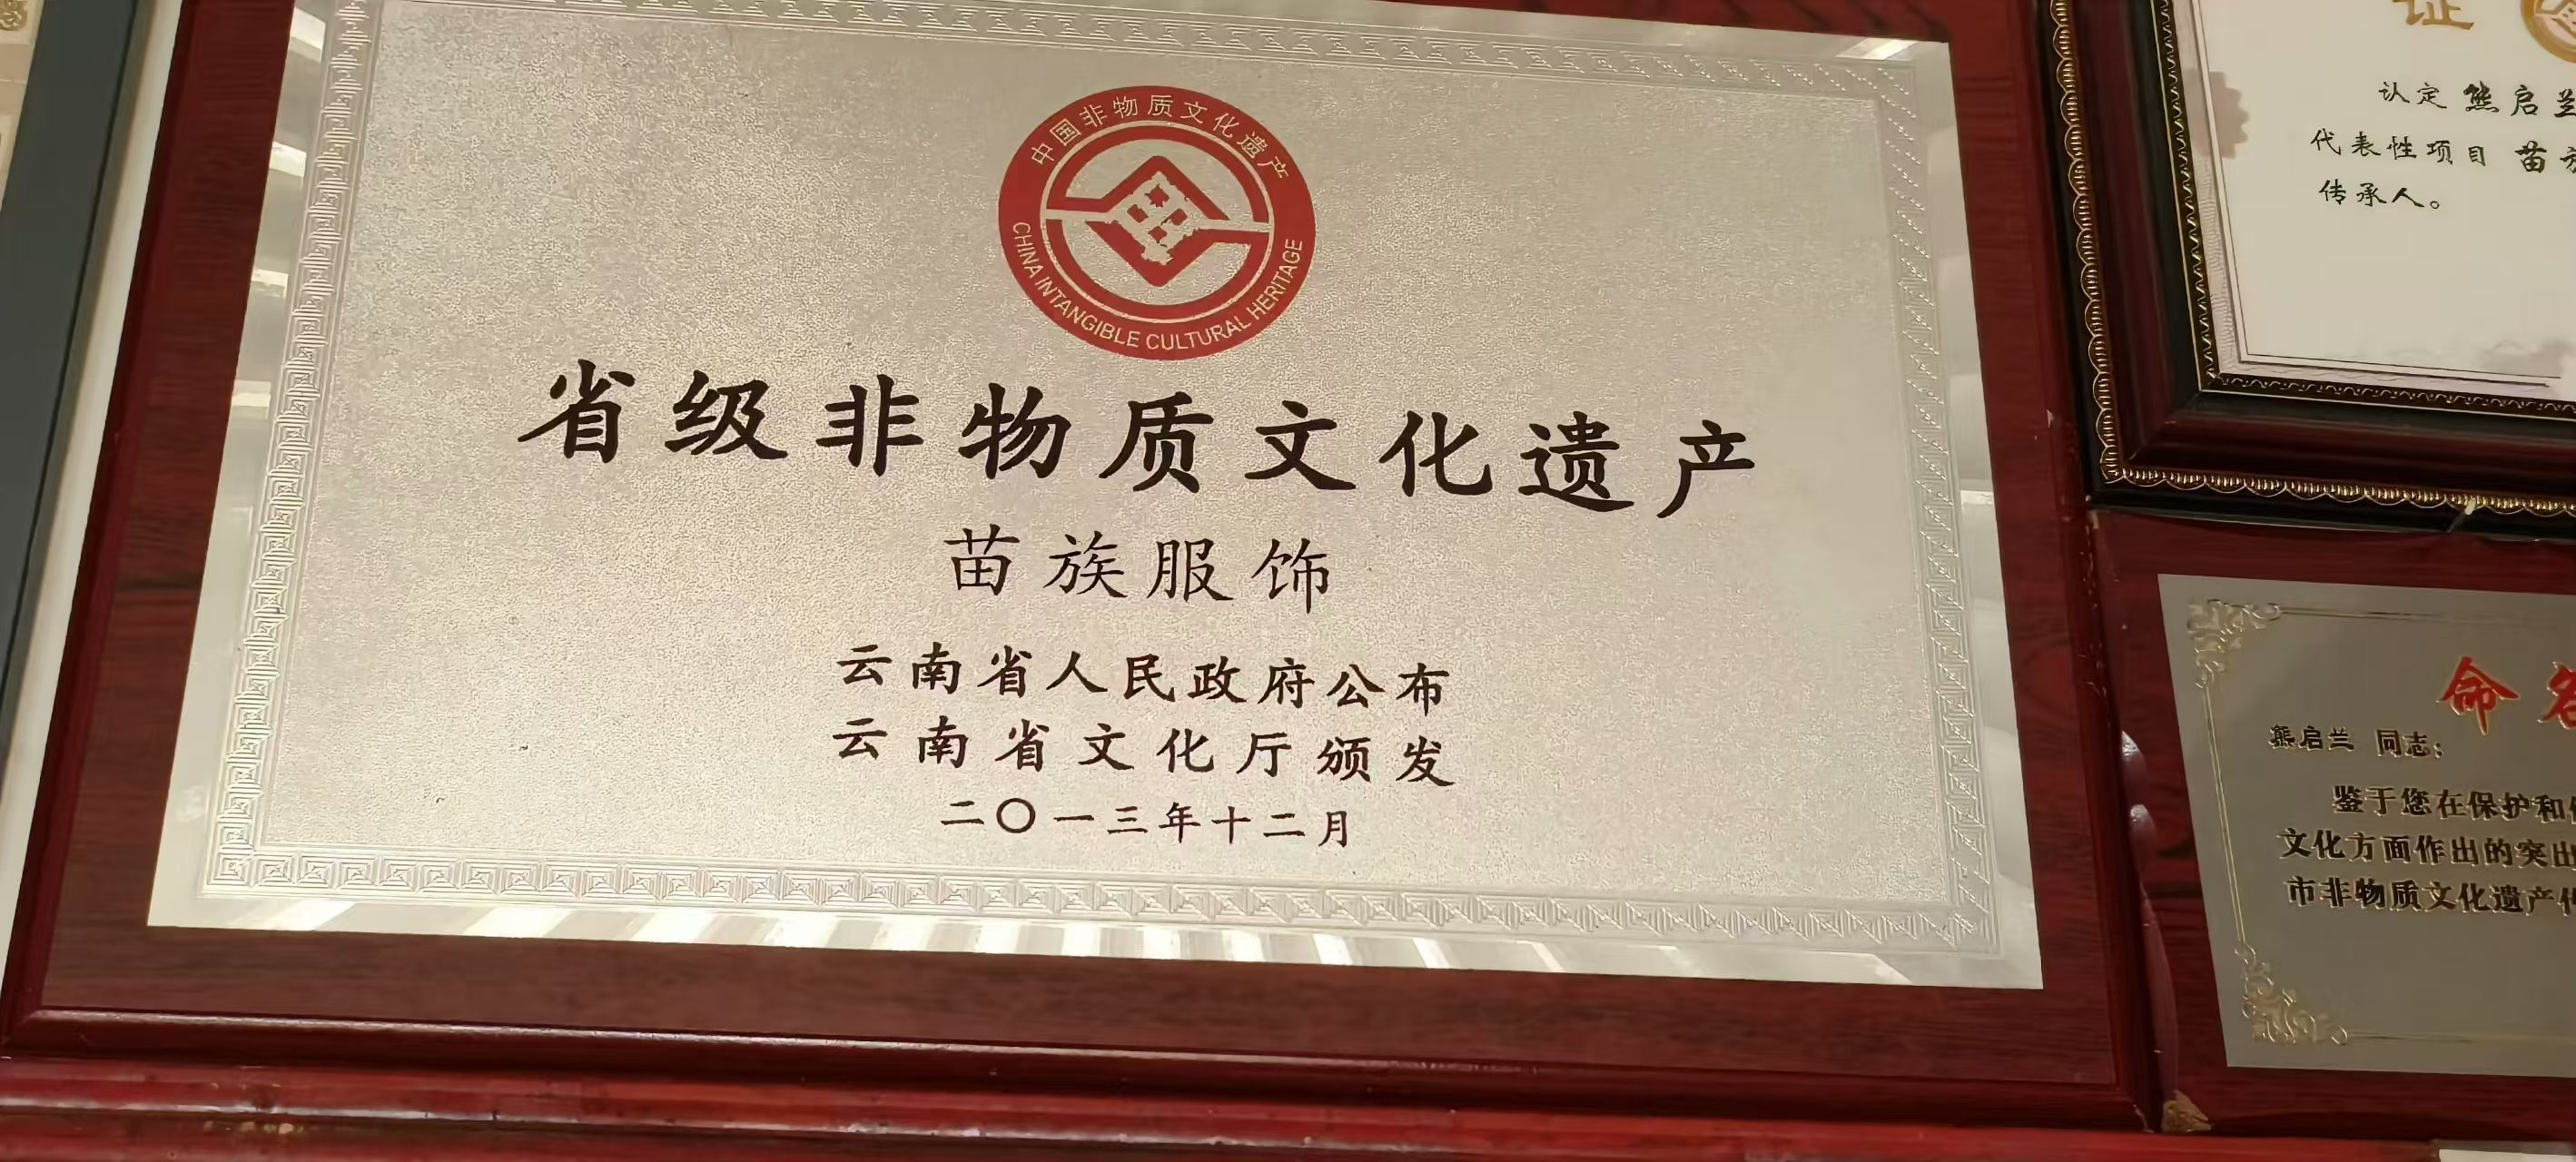 中国非物质文化遗产
CHINA INTANGIBLE CULTURAL HERITAGE
省级非物质文化遗产
苗族服饰
云南省人民政府公布
云南省文化厅颁发
二〇一三年十二月
证
认定 熊启兰
代表性项目 苗
传承人。
命
熊启兰 同志：
鉴于您在保护和
文化方面作出的突出
市非物质文化遗产